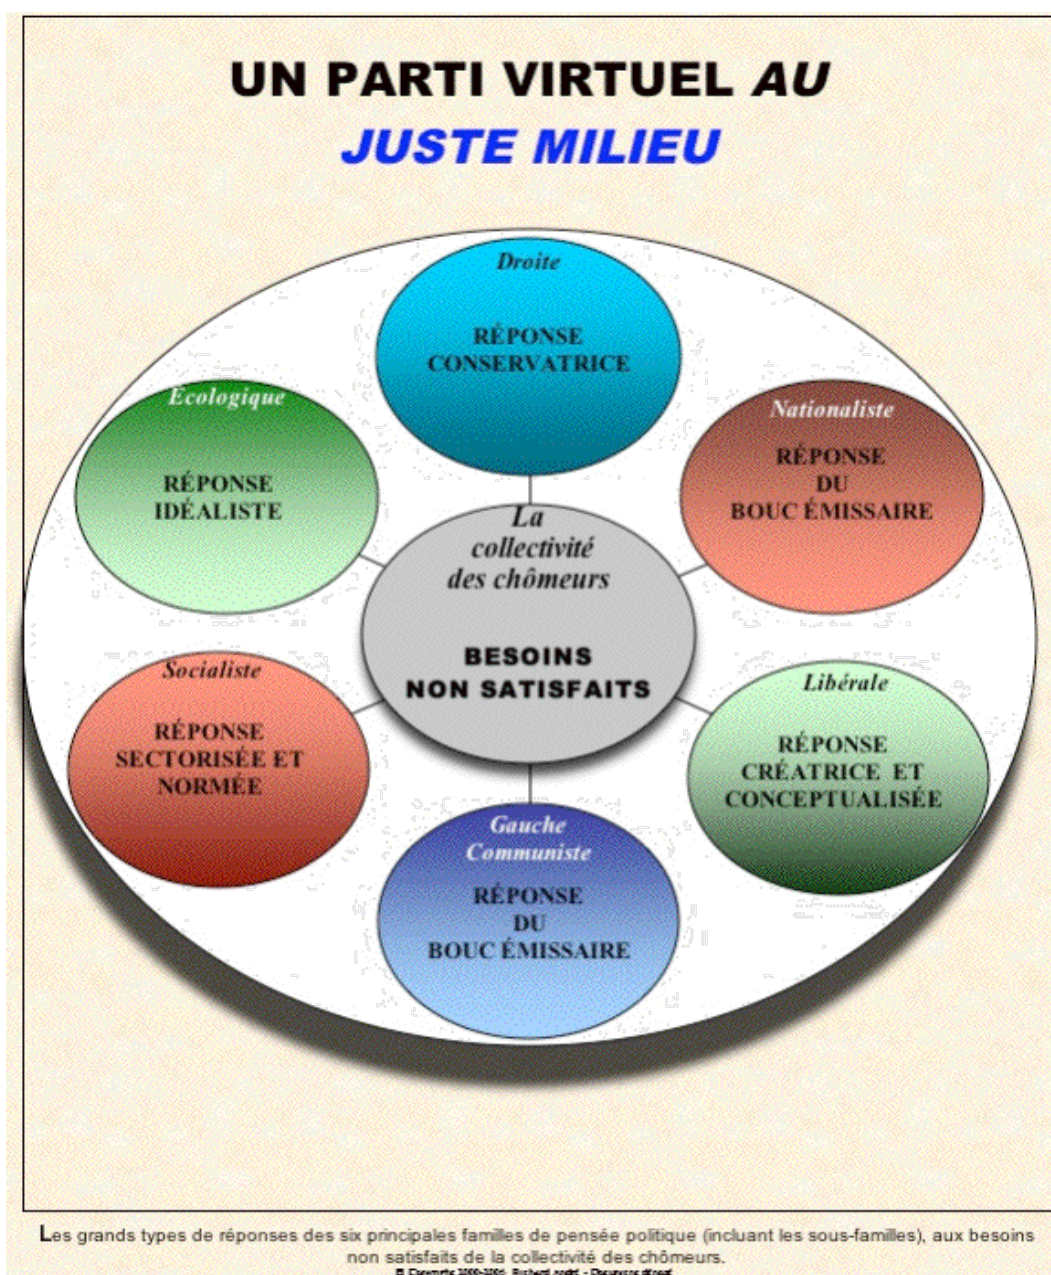 UN PARTI VIRTUEL AU
JUSTE MILIEU
Droite
RÉPONSE
CONSERVATRICE
Écologique
RÉPONSE
IDÉALISTE
Nationaliste
RÉPONSE
DU
BOUC ÉMISSAIRE
La
collectivité
des chômeurs
BESOINS
NON SATISFAITS
Socialiste
RÉPONSE
SECTORISÉE ET
NORMÉE
Libérale
RÉPONSE
CRÉATRICE ET
CONCEPTUALISÉE
Gauche
Communiste
RÉPONSE
DU
BOUC ÉMISSAIRE
Les grands types de réponses des six principales familles de pensée politique (incluant les sous-familles), aux besoins
non satisfaits de la collectivité des chômeurs.